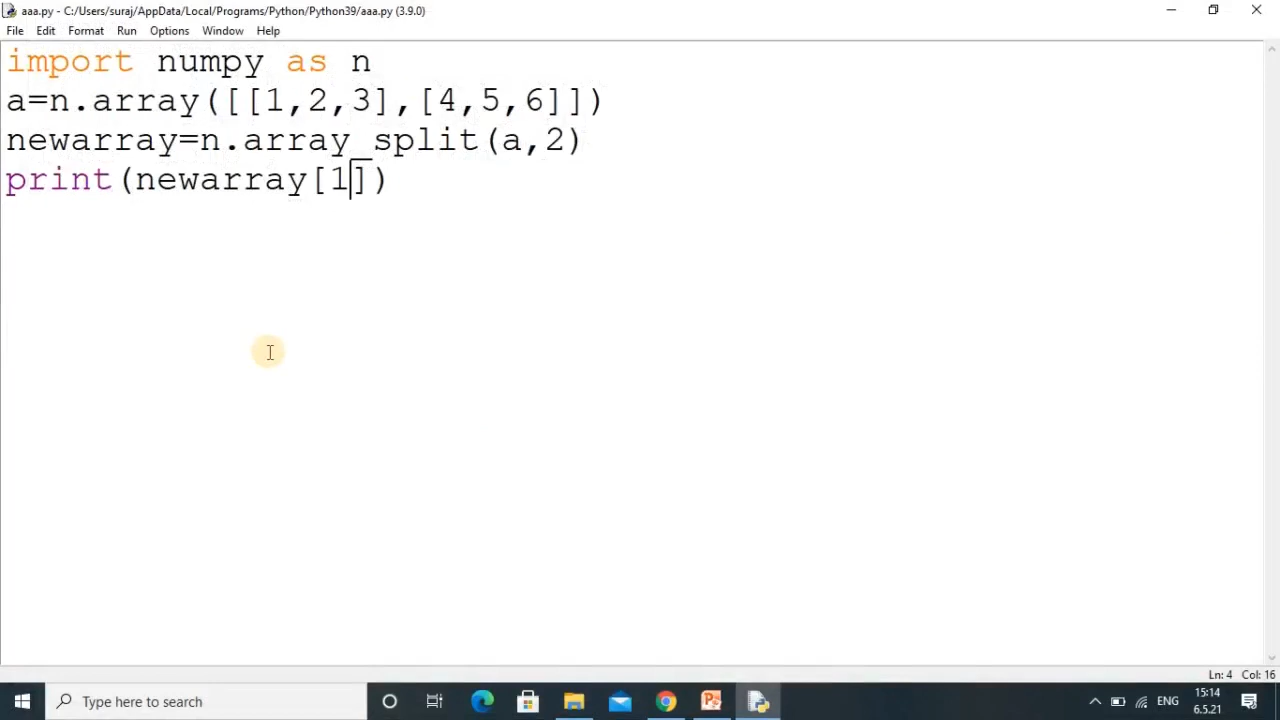 aaa.py - C:/Users/suraj/AppData/Local/Programs/Python/Python39/aaa.py (3.9.0)
File Edit Format Run Options Window Help
import numpy as n
a=n.array([[1,2,3],[4,5,6]])
newarray=n.array_split(a,2)
print(newarray[1])
Ln: 4 Col: 16
Type here to search
ENG
15:14
6.5.21